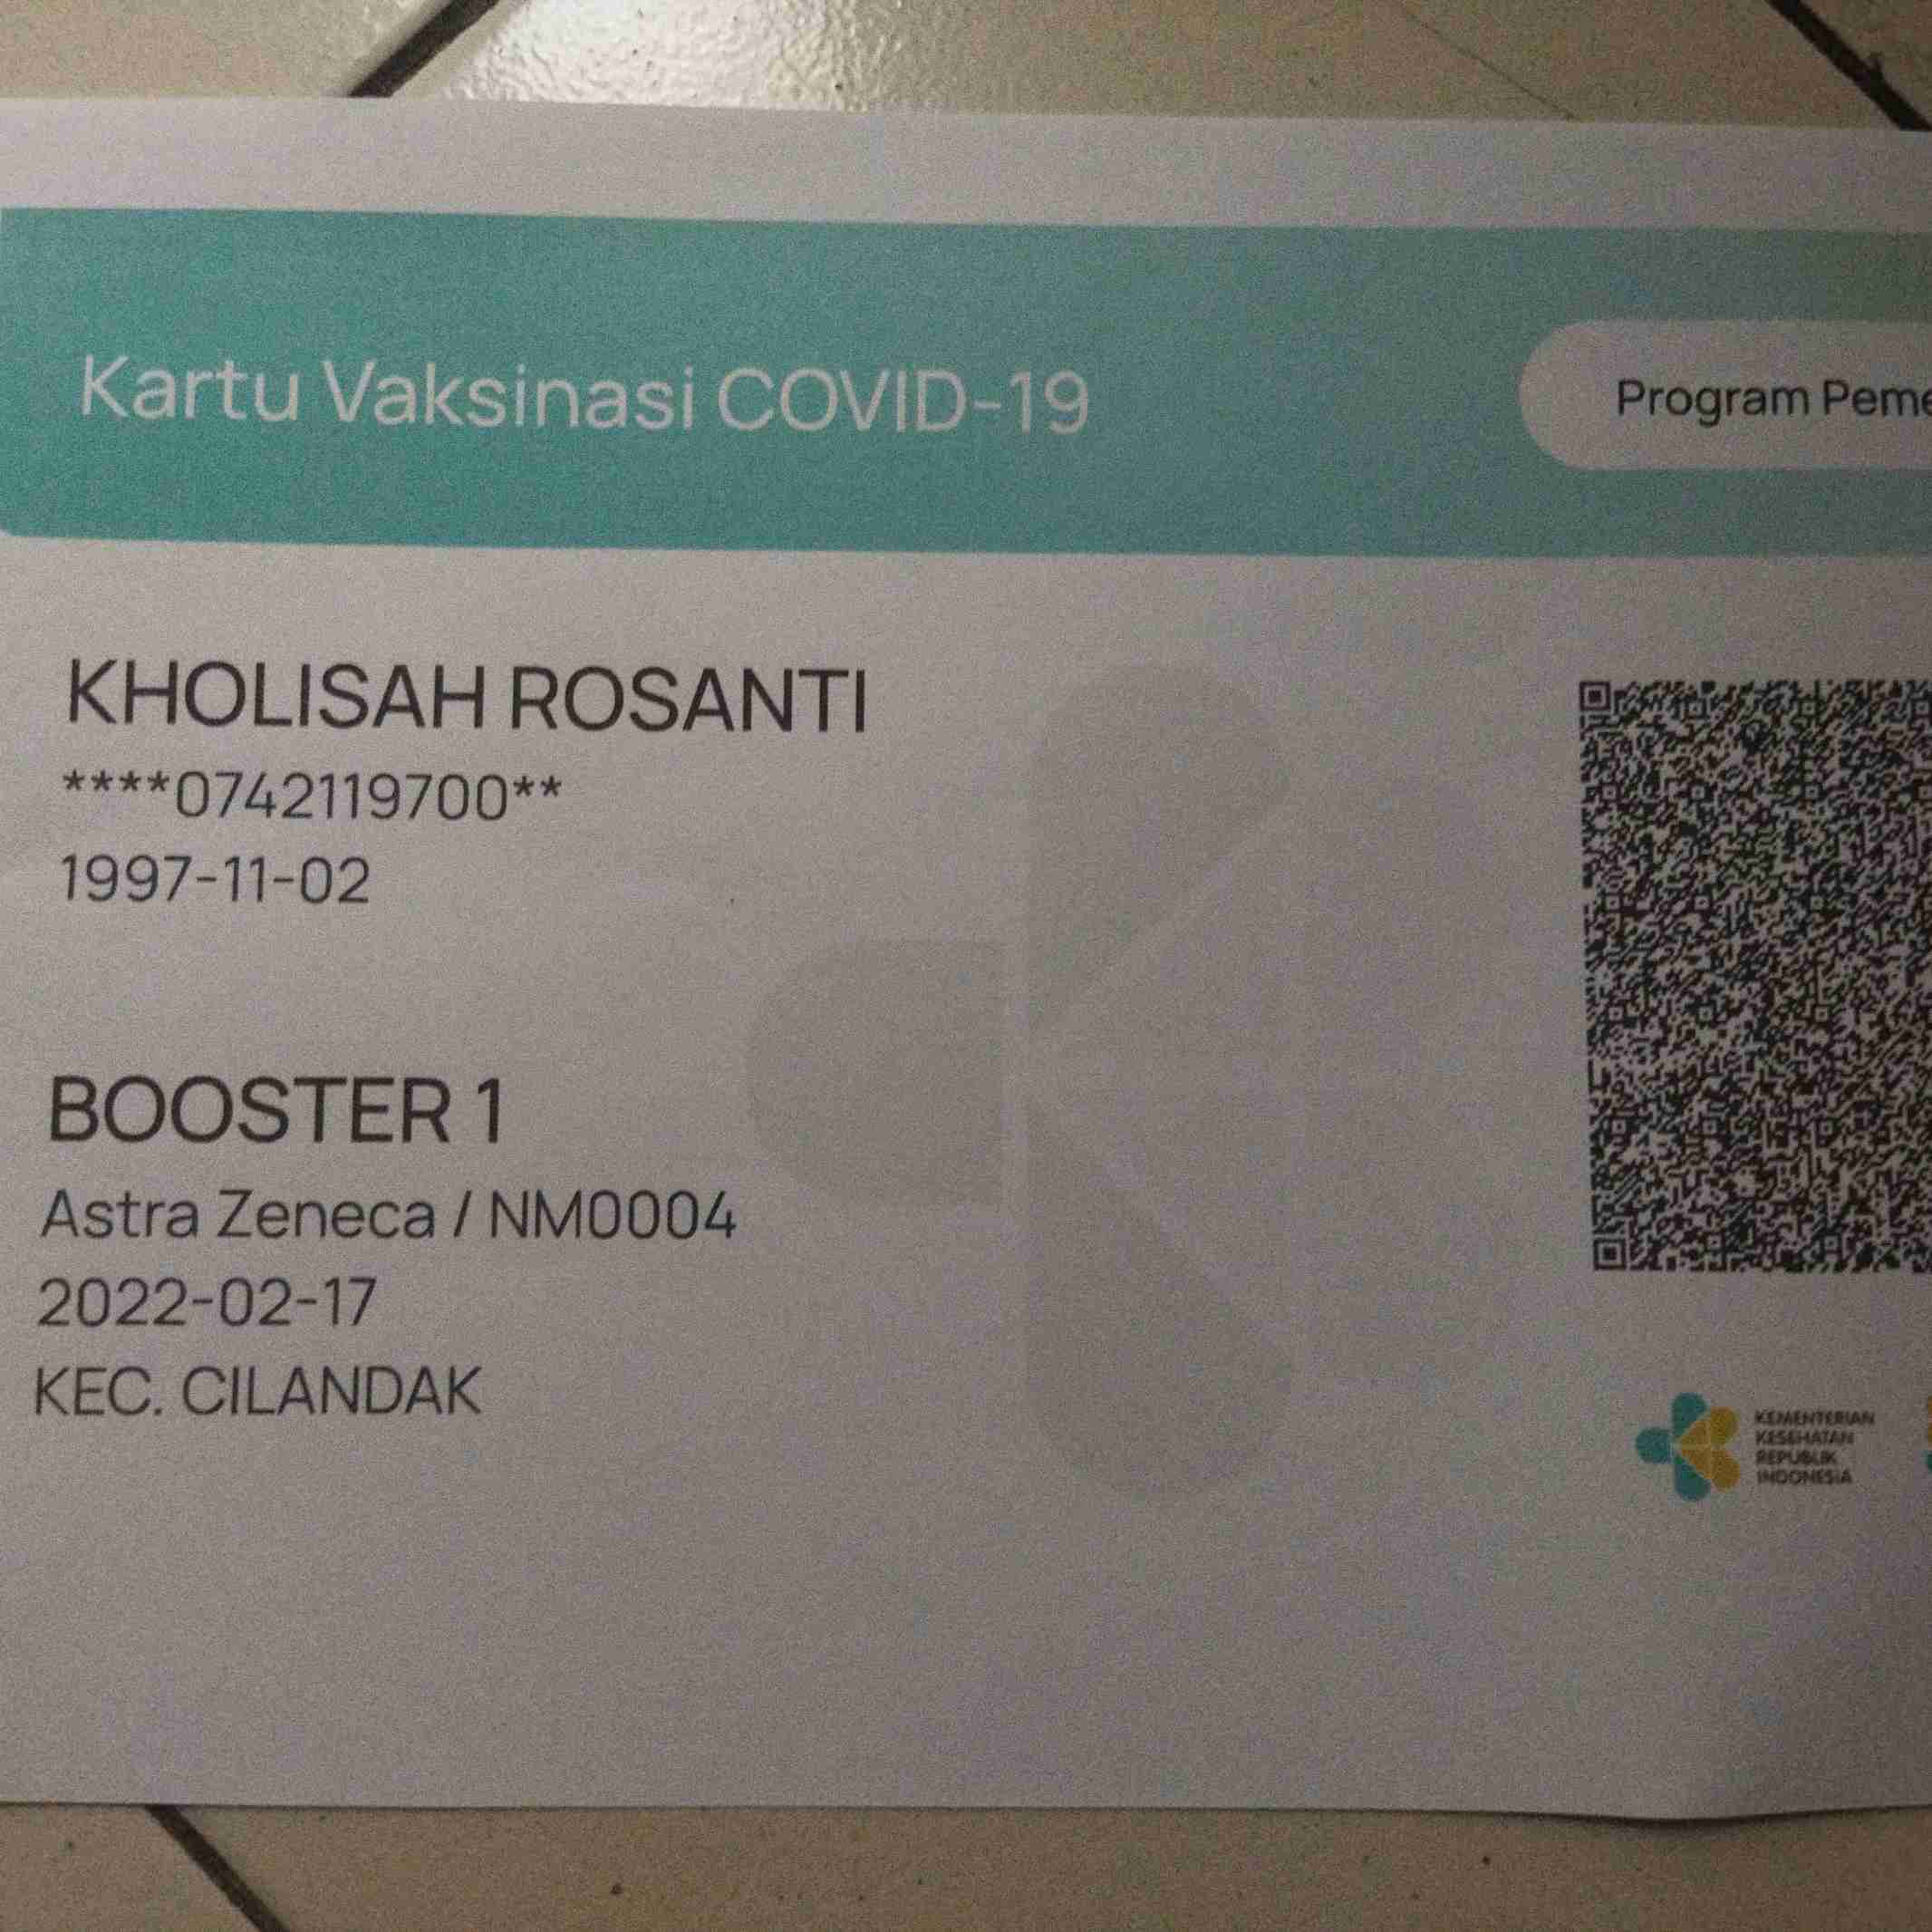 Kartu Vaksinasi COVID-19
Program Peme
KHOLISAH ROSANTI
****0742119700**
1997-11-02
BOOSTER 1
Astra Zeneca / NM0004
2022-02-17
KEC. CILANDAK
KEMENTERIAN
KESEHATAN
REPUBLIK
INDONESIA